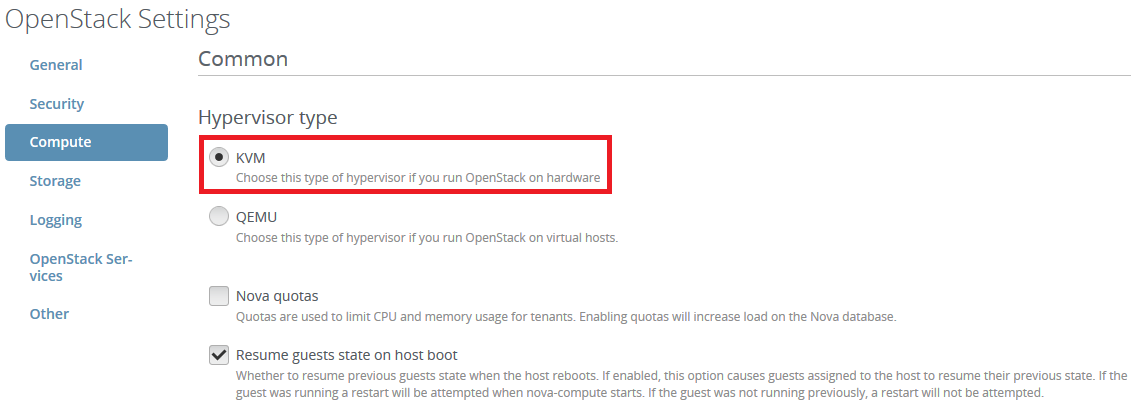 OpenStack Settings
General
Security
Compute
Storage
Logging
OpenStack Ser-
vices
Other
Common
Hypervisor type
KVM
Choose this type of hypervisor if you run OpenStack on hardware
QEMU
Choose this type of hypervisor if you run OpenStack on virtual hosts.
Nova quotas
Quotas are used to limit CPU and memory usage for tenants. Enabling quotas will increase load on the Nova database.
Resume guests state on host boot
Whether to resume previous guests state when the host reboots. If enabled, this option causes guests assigned to the host to resume their previous state. If the
guest was running a restart will be attempted when nova-compute starts. If the guest was not running previously, a restart will not be attempted.